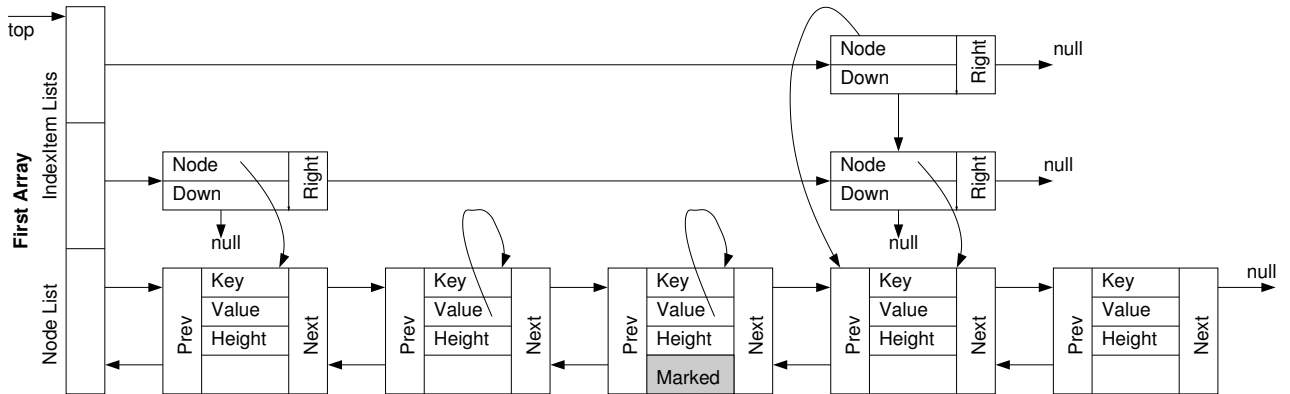 top
First Array
IndexItem Lists
Node List
Node
Down
Right
null
Node
Down
Right
null
Node
Down
Right
null
null
null
Prev
Key
Value
Height
Next
Prev
Key
Value
Height
Next
Prev
Key
Value
Height
Marked
Next
Prev
Key
Value
Height
Next
Prev
Key
Value
Height
Next
null